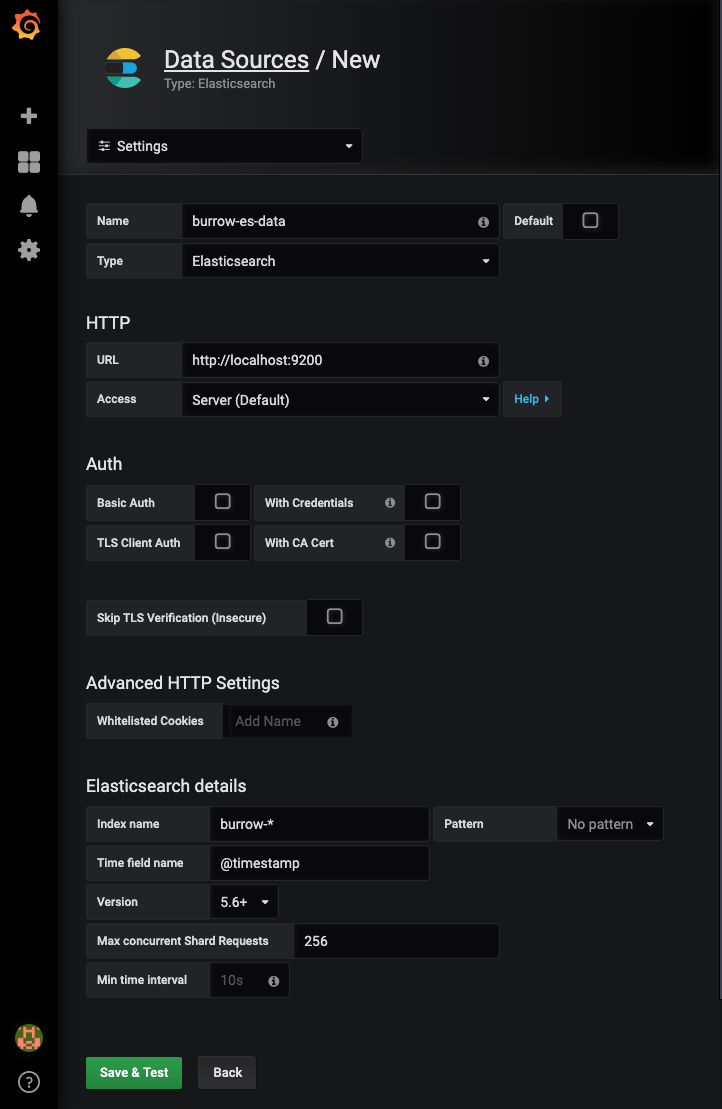 Data Sources / New
Type: Elasticsearch
Settings
Name burrow-es-data Default
Type Elasticsearch
HTTP
URL http://localhost:9200
Access Server (Default) Help
Auth
Basic Auth With Credentials
TLS Client Auth With CA Cert
Skip TLS Verification (Insecure)
Advanced HTTP Settings
Whitelisted Cookies Add Name
Elasticsearch details
Index name burrow-* Pattern No pattern
Time field name @timestamp
Version 5.6+
Max concurrent Shard Requests 256
Min time interval 10s
Save & Test Back